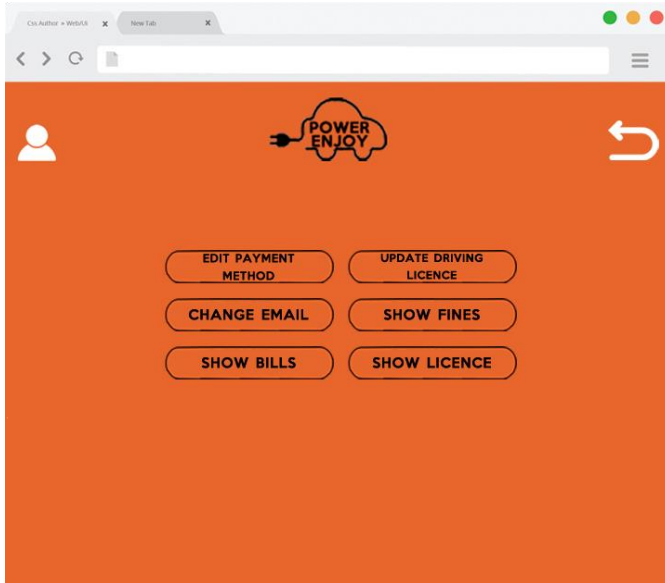 Css Author » Web/Ui x New Tab x
POWER
ENJOY
EDIT PAYMENT
METHOD
UPDATE DRIVING
LICENCE
CHANGE EMAIL
SHOW FINES
SHOW BILLS
SHOW LICENCE